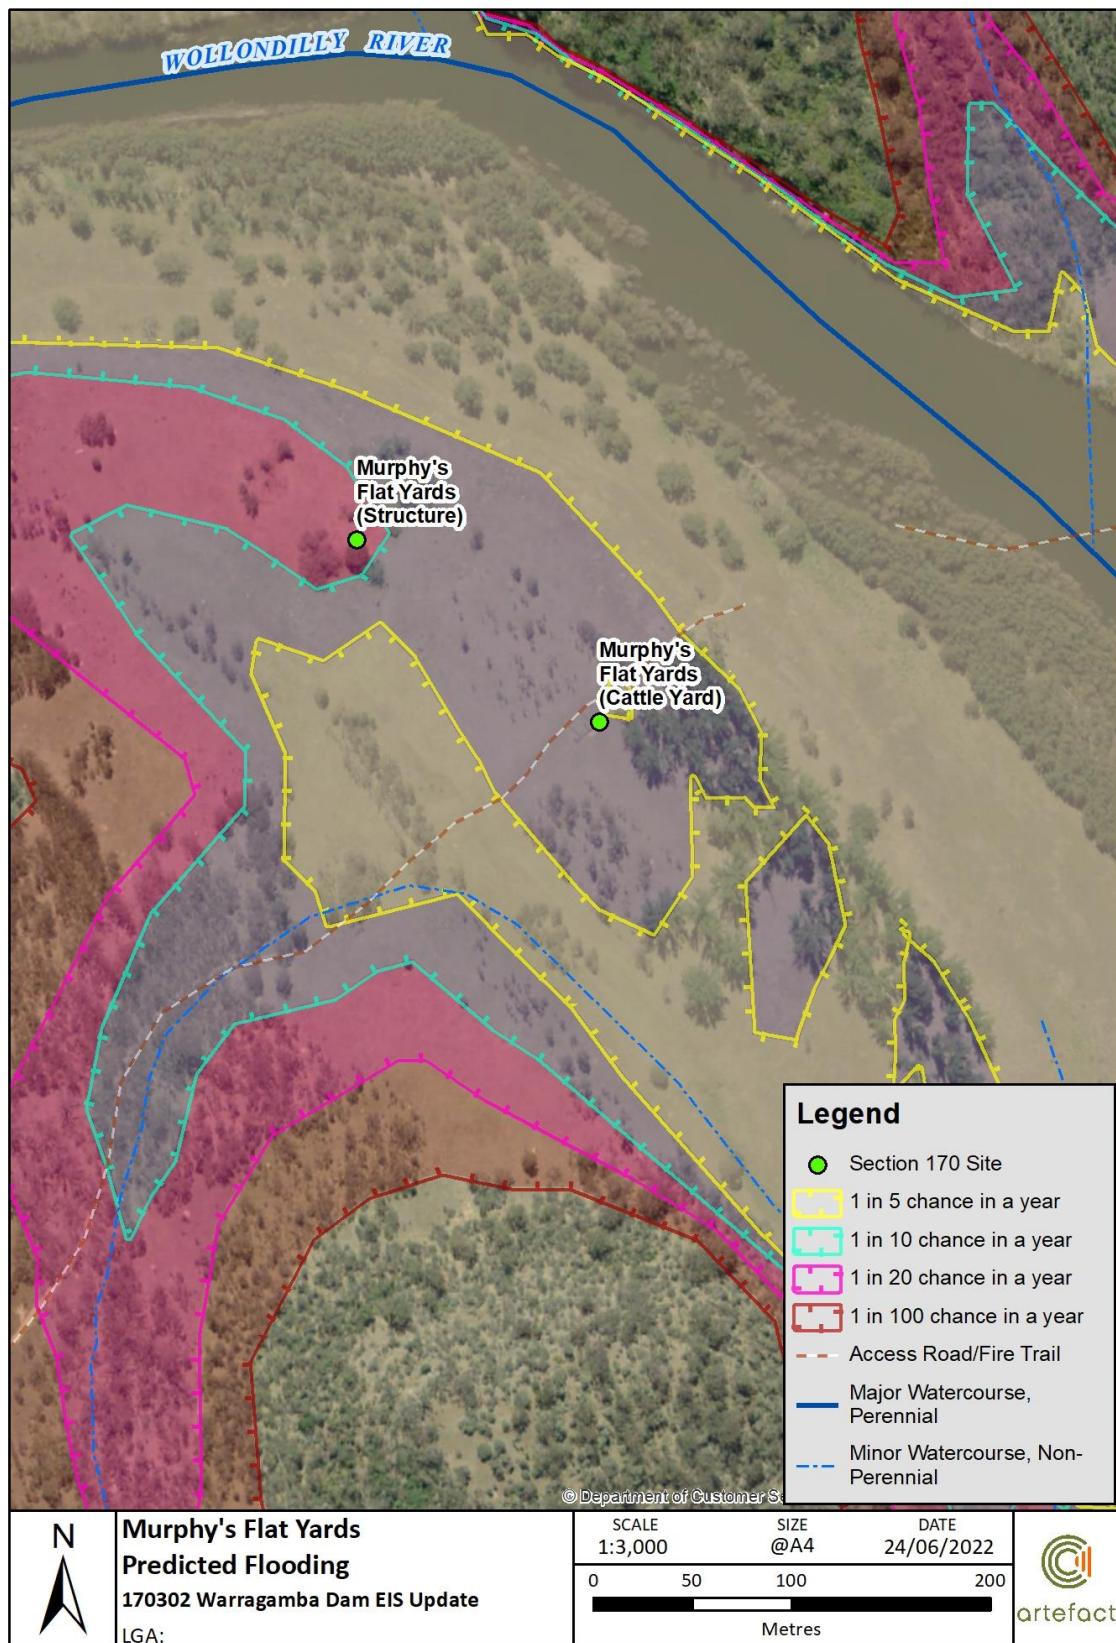 WOLLONDILLY RIVER
Murphy's
Flat Yards
(Structure)
Murphy's
Flat Yards
(Cattle Yard)
Legend
Section 170 Site
1 in 5 chance in a year
1 in 10 chance in a year
1 in 20 chance in a year
1 in 100 chance in a year
Access Road/Fire Trail
Major Watercourse,
Perennial
Minor Watercourse, Non-
Perennial
© Department of Customer Se
N
Murphy's Flat Yards
Predicted Flooding
170302 Warragamba Dam EIS Update
LGA:
SCALE
1:3,000
SIZE
@A4
DATE
24/06/2022
0 50 100 200
Metres
artefact